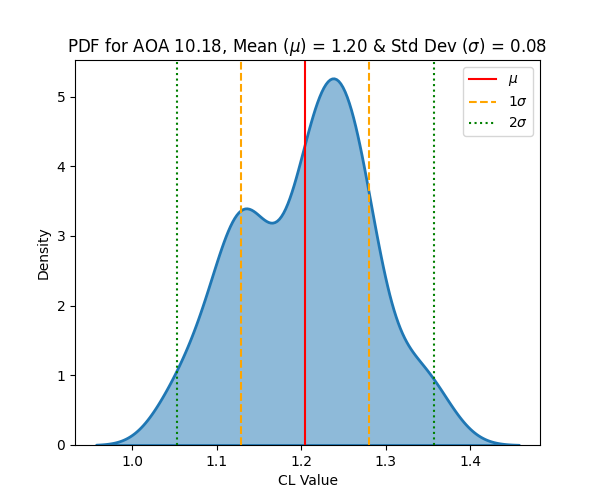 PDF for AOA 10.18, Mean (μ) = 1.20 & Std Dev (σ) = 0.08
μ
1σ
2σ
5
4
3
2
1
0
Density
1.0 1.1 1.2 1.3 1.4
CL Value